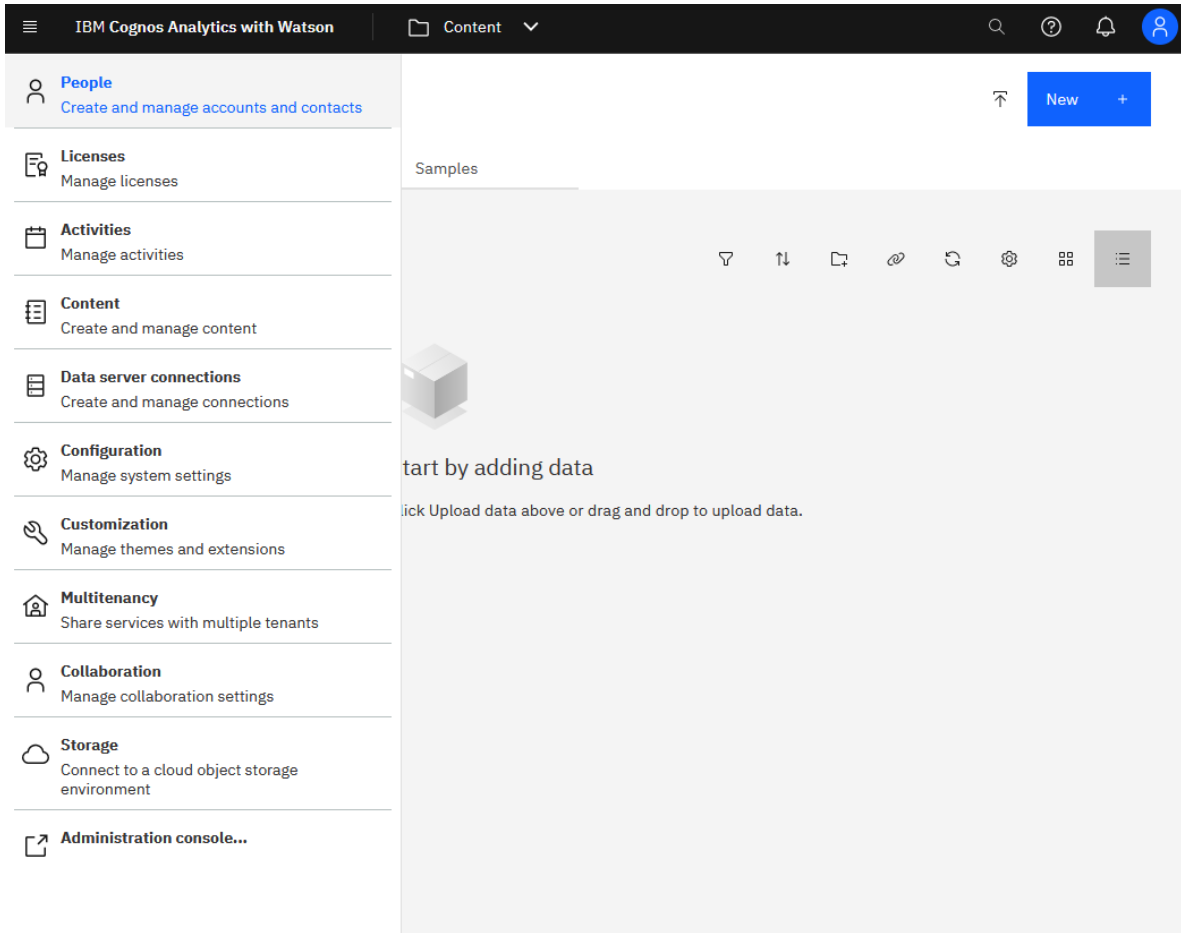 IBM Cognos Analytics with Watson
Content
People
Create and manage accounts and contacts
Licenses
Manage licenses
Activities
Manage activities
Content
Create and manage content
Data server connections
Create and manage connections
Configuration
Manage system settings
Customization
Manage themes and extensions
Multitenancy
Share services with multiple tenants
Collaboration
Manage collaboration settings
Storage
Connect to a cloud object storage
environment
Administration console...
New +
Samples
tart by adding data
lick Upload data above or drag and drop to upload data.